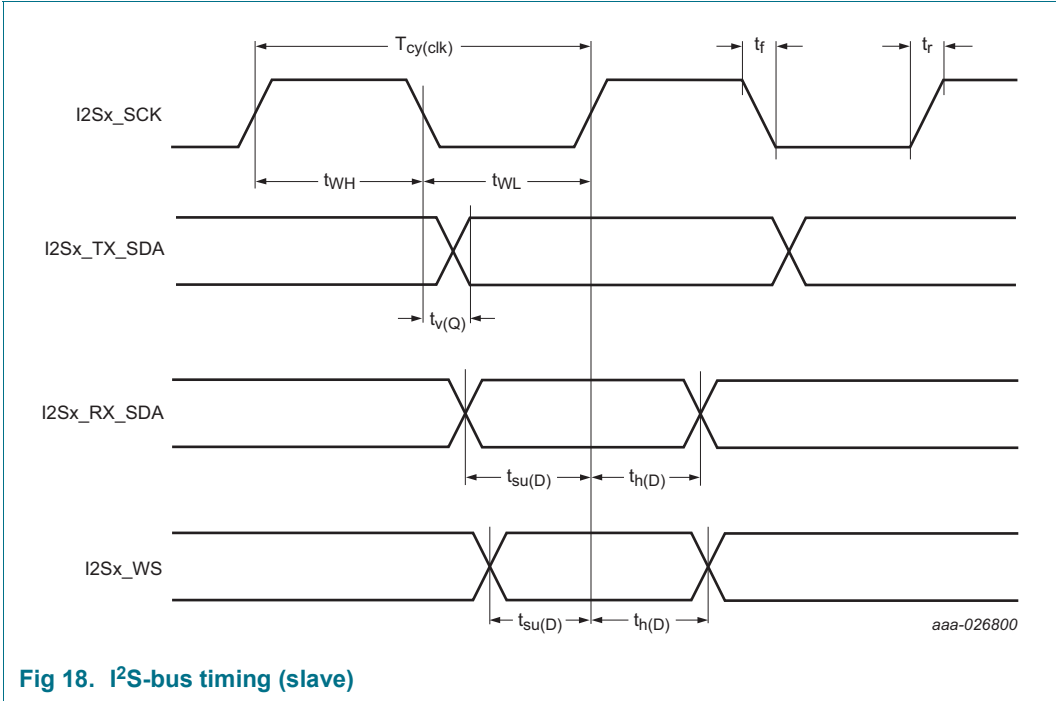 T_cy(clk) t_f t_r
I2Sx_SCK
t_WH t_WL
I2Sx_TX_SDA
t_v(Q)
I2Sx_RX_SDA
t_su(D) t_h(D)
I2Sx_WS
t_su(D) t_h(D)
aaa-026800
Fig 18. I²S-bus timing (slave)